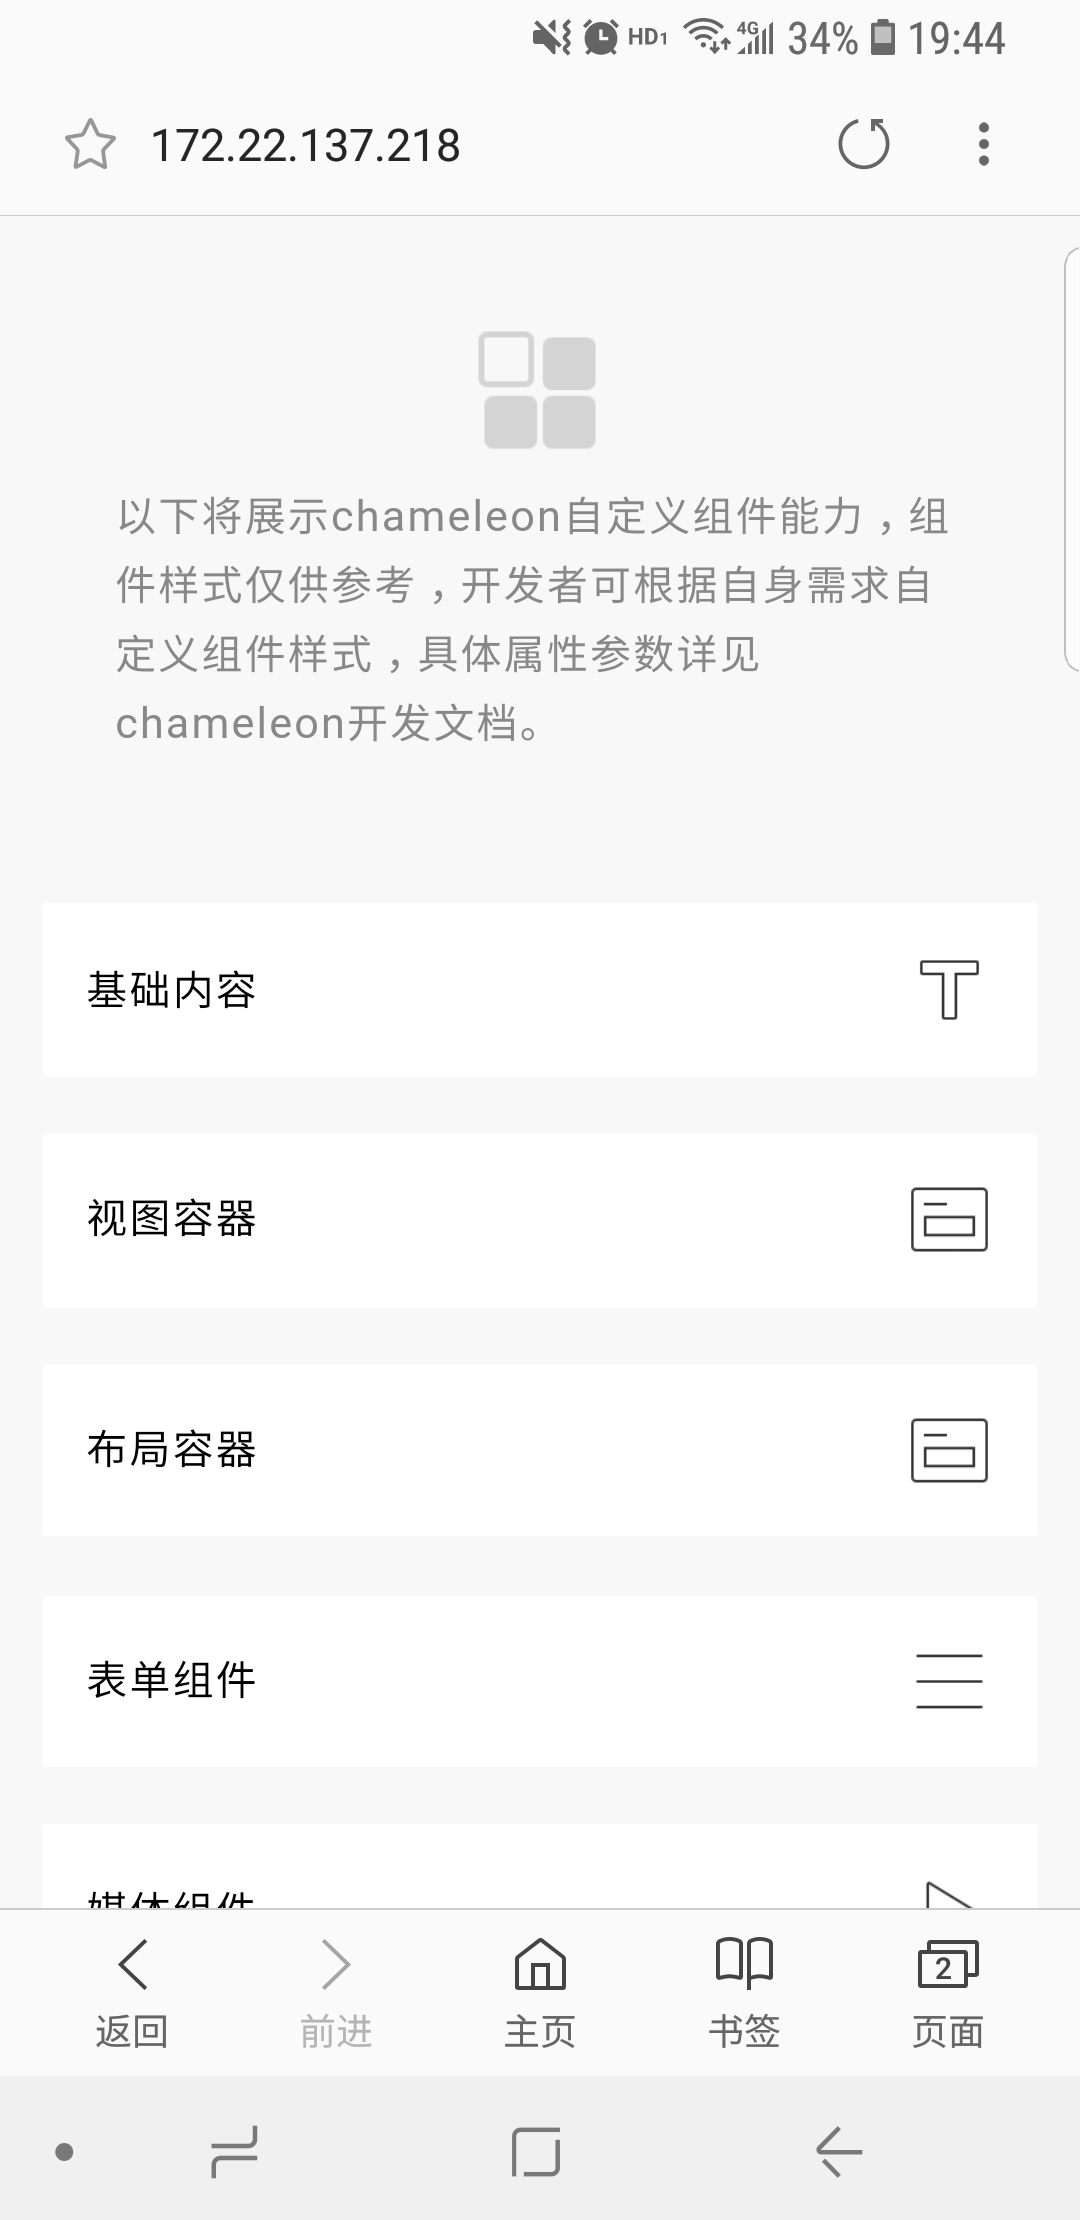 HD1 4G 34% 19:44
172.22.137.218
以下将展示chameleon自定义组件能力，组
件样式仅供参考，开发者可根据自身需求自
定义组件样式，具体属性参数详见
chameleon开发文档。
基础内容
视图容器
布局容器
表单组件
媒体组件
2
返回 前进 主页 书签 页面